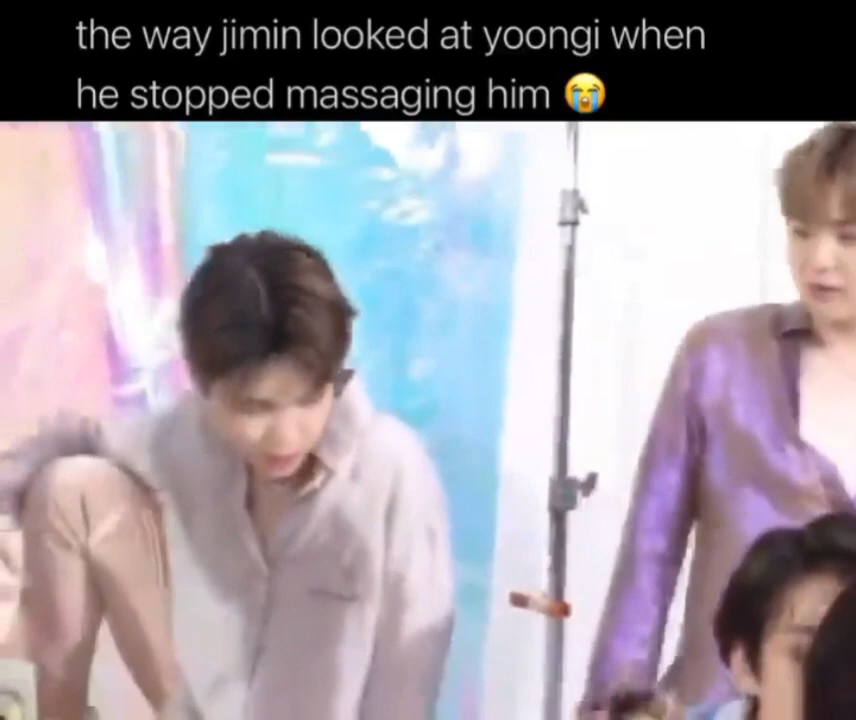 the way jimin looked at yoongi when
he stopped massaging him 😭